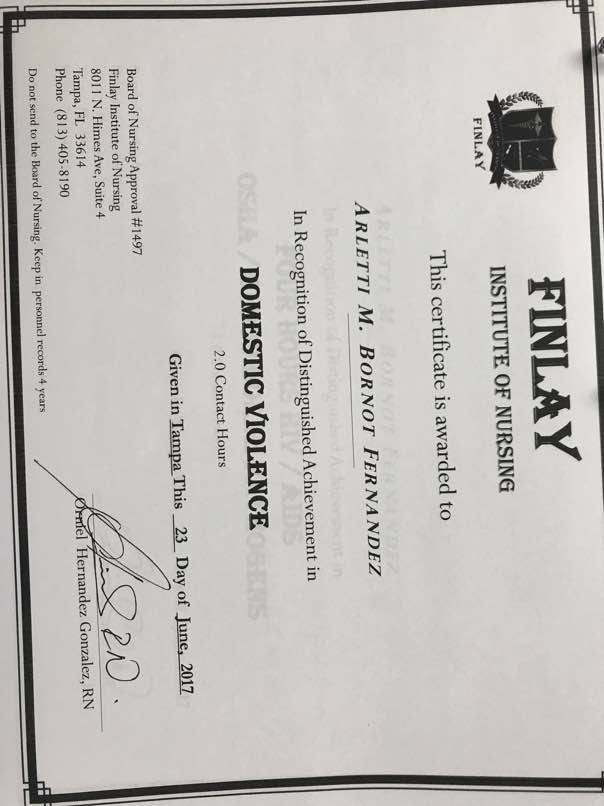 FINLAY
FINLAY
INSTITUTE OF NURSING
This certificate is awarded to
ARLETTI M. BORNOT FERNANDEZ
In Recognition of Distinguished Achievement in
DOMESTIC VIOLENCE
2.0 Contact Hours
Given in Tampa This 23 Day of June, 2017
Board of Nursing Approval #1497
Finlay Institute of Nursing
8011 N. Himes Ave, Suite 4
Tampa, FL 33614
Phone (813) 405-8190
RN.
Hernandez Gonzalez, RN
Do not send to the Board of Nursing. Keep in personnel records 4 years